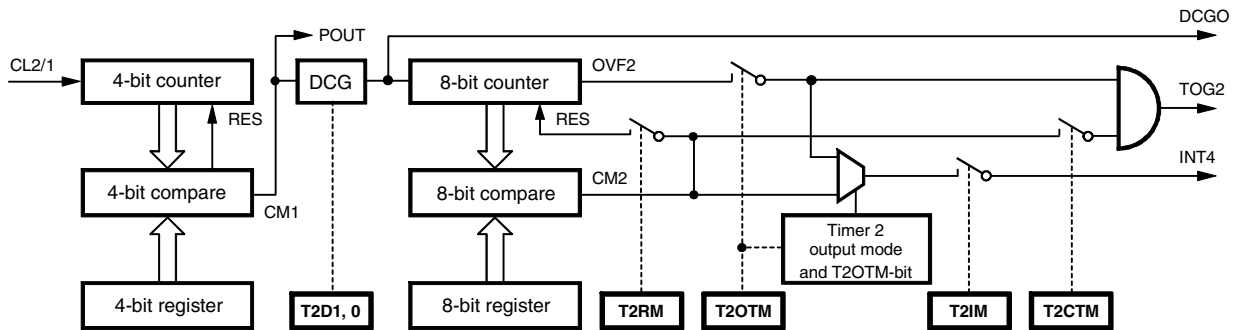 DCGO
POUT
CL2/1
4-bit counter
DCG
8-bit counter
OVF2
TOG2
RES
RES
INT4
4-bit compare
CM1
8-bit compare
CM2
Timer 2
output mode
and T2OTM-bit
4-bit register
T2D1, 0
8-bit register
T2RM
T2OTM
T2IM
T2CTM